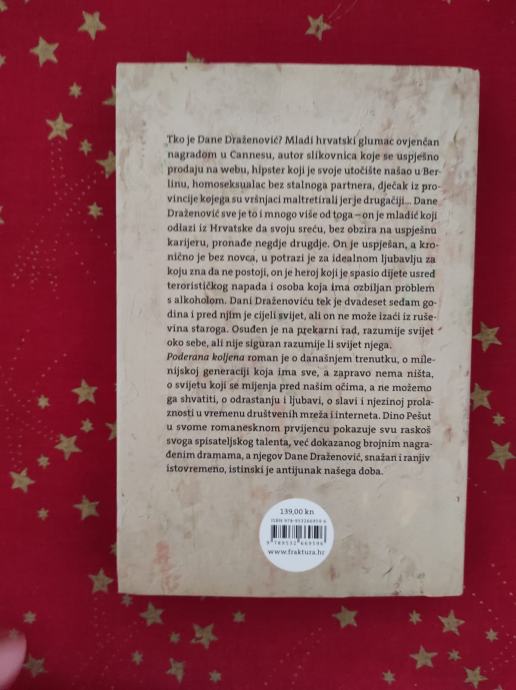 Tko je Dane Draženović? Mladi hrvatski glumac ovjenčan
nagradom u Cannesu, autor slikovnica koje se uspješno
prodaju na webu, hipster koji je svoje utočište našao u Ber-
linu, homoseksualac bez stalnoga partnera, dječak iz pro-
vincije kojega su vršnjaci maltretirali jer je drugačiji... Dane
Draženović sve je to i mnogo više od toga – on je mladić koji
odlazi iz Hrvatske da svoju sreću, bez obzira na uspješnu
karijeru, pronađe negdje drugdje. On je uspješan, a kro-
nično je bez novca, u potrazi je za idealnom ljubavlju za
koju zna da ne postoji, on je heroj koji je spasio dijete usred
terorističkog napada i osoba koja ima ozbiljan problem
s alkoholom. Dani Draženoviću tek je dvadeset sedam go-
dina i pred njim je cijeli svijet, ali on ne može izaći iz ruše-
vina staroga. Osuđen je na prekarni rad, razumije svijet
oko sebe, ali nije siguran razumije li svijet njega.
Poderana koljena roman je o današnjem trenutku, o mile-
nijskoj generaciji koja ima sve, a zapravo nema ništa,
o svijetu koji se mijenja pred našim očima, a ne možemo
ga shvatiti, o odrastanju i ljubavi, o slavi i njezinoj prola-
znosti u vremenu društvenih mreža i interneta. Dino Pešut
u svome romanesknom prvijencu pokazuje svu raskoš
svoga spisateljskog talenta, već dokazanog brojnim nagra-
đenim dramama, a njegov Dane Draženović, snažan i ranjiv
istovremeno, istinski je antijunak našega doba.
139,00 kn
ISBN 978-953266959-6
9 789532 669596
www.fraktura.hr